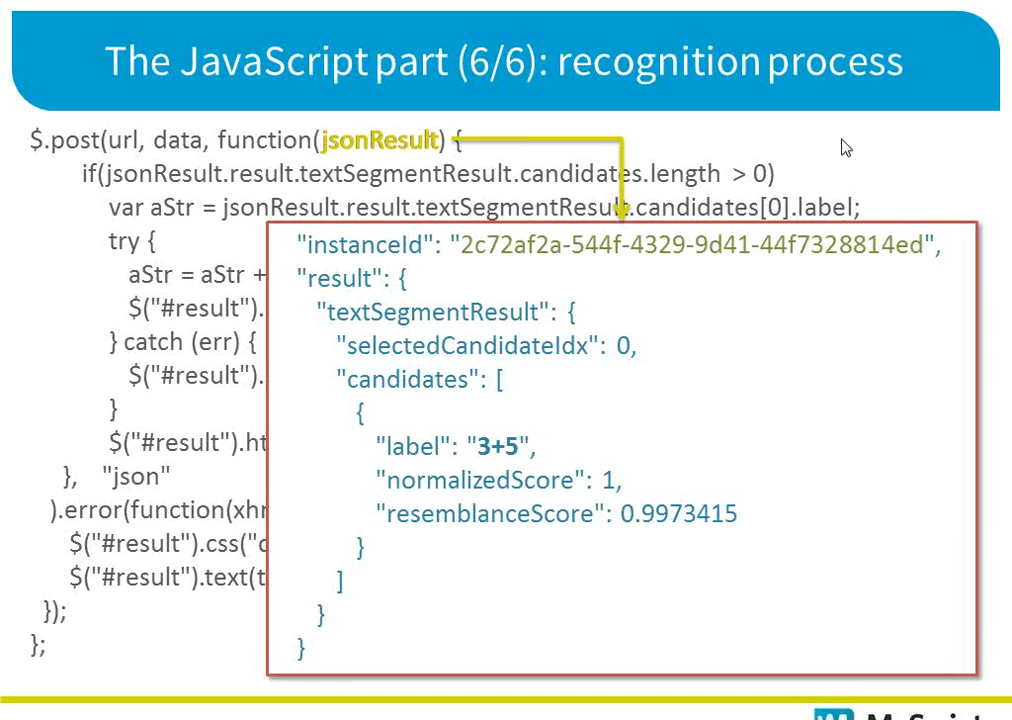 The JavaScript part (6/6): recognition process
$.post(url, data, function(jsonResult) {
if(jsonResult.result.textSegmentResult.candidates.length > 0)
var aStr = jsonResult.result.textSegmentResult.candidates[0].label;
try {
aStr = aStr +
$("#result").
} catch (err) {
$("#result").
}
$("#result").ht
}, "json"
).error(function(xhr
$("#result").css("c
$("#result").text(t
});
};
"instanceId": "2c72af2a-544f-4329-9d41-44f7328814ed",
"result": {
"textSegmentResult": {
"selectedCandidateIdx": 0,
"candidates": [
{
"label": "3+5",
"normalizedScore": 1,
"resemblanceScore": 0.9973415
}
]
}
}